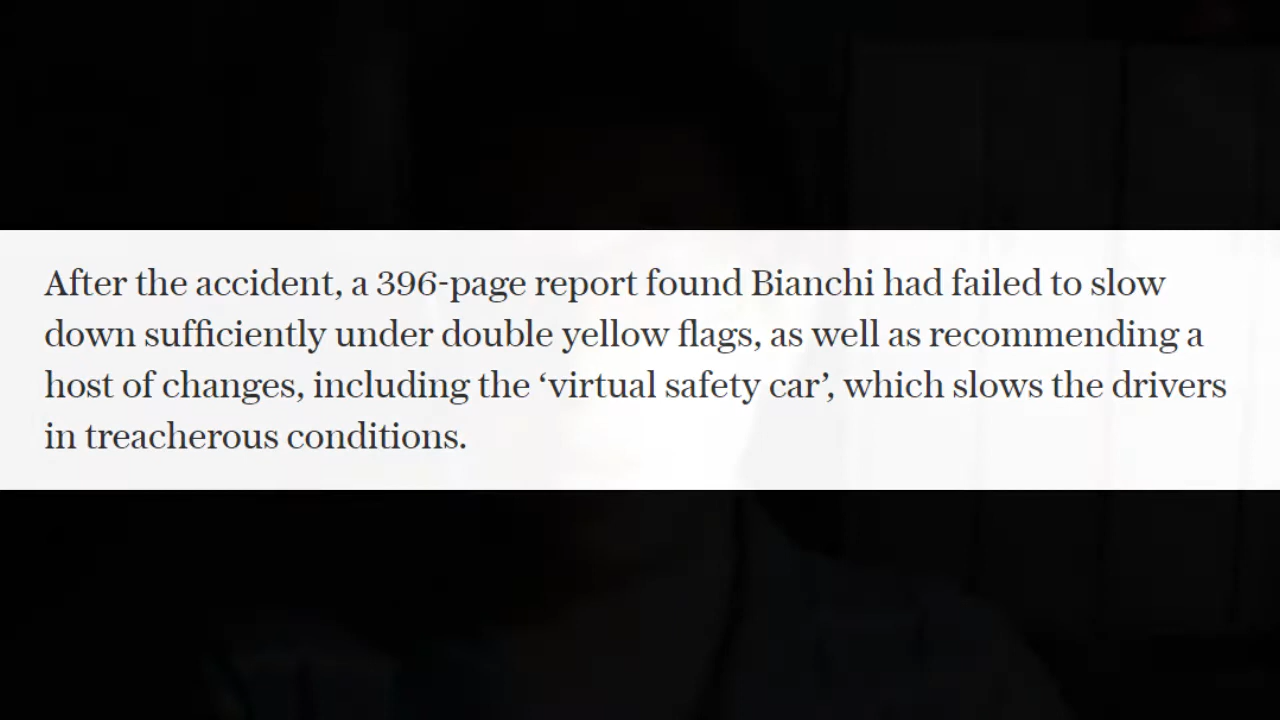 After the accident, a 396-page report found Bianchi had failed to slow
down sufficiently under double yellow flags, as well as recommending a
host of changes, including the ‘virtual safety car’, which slows the drivers
in treacherous conditions.